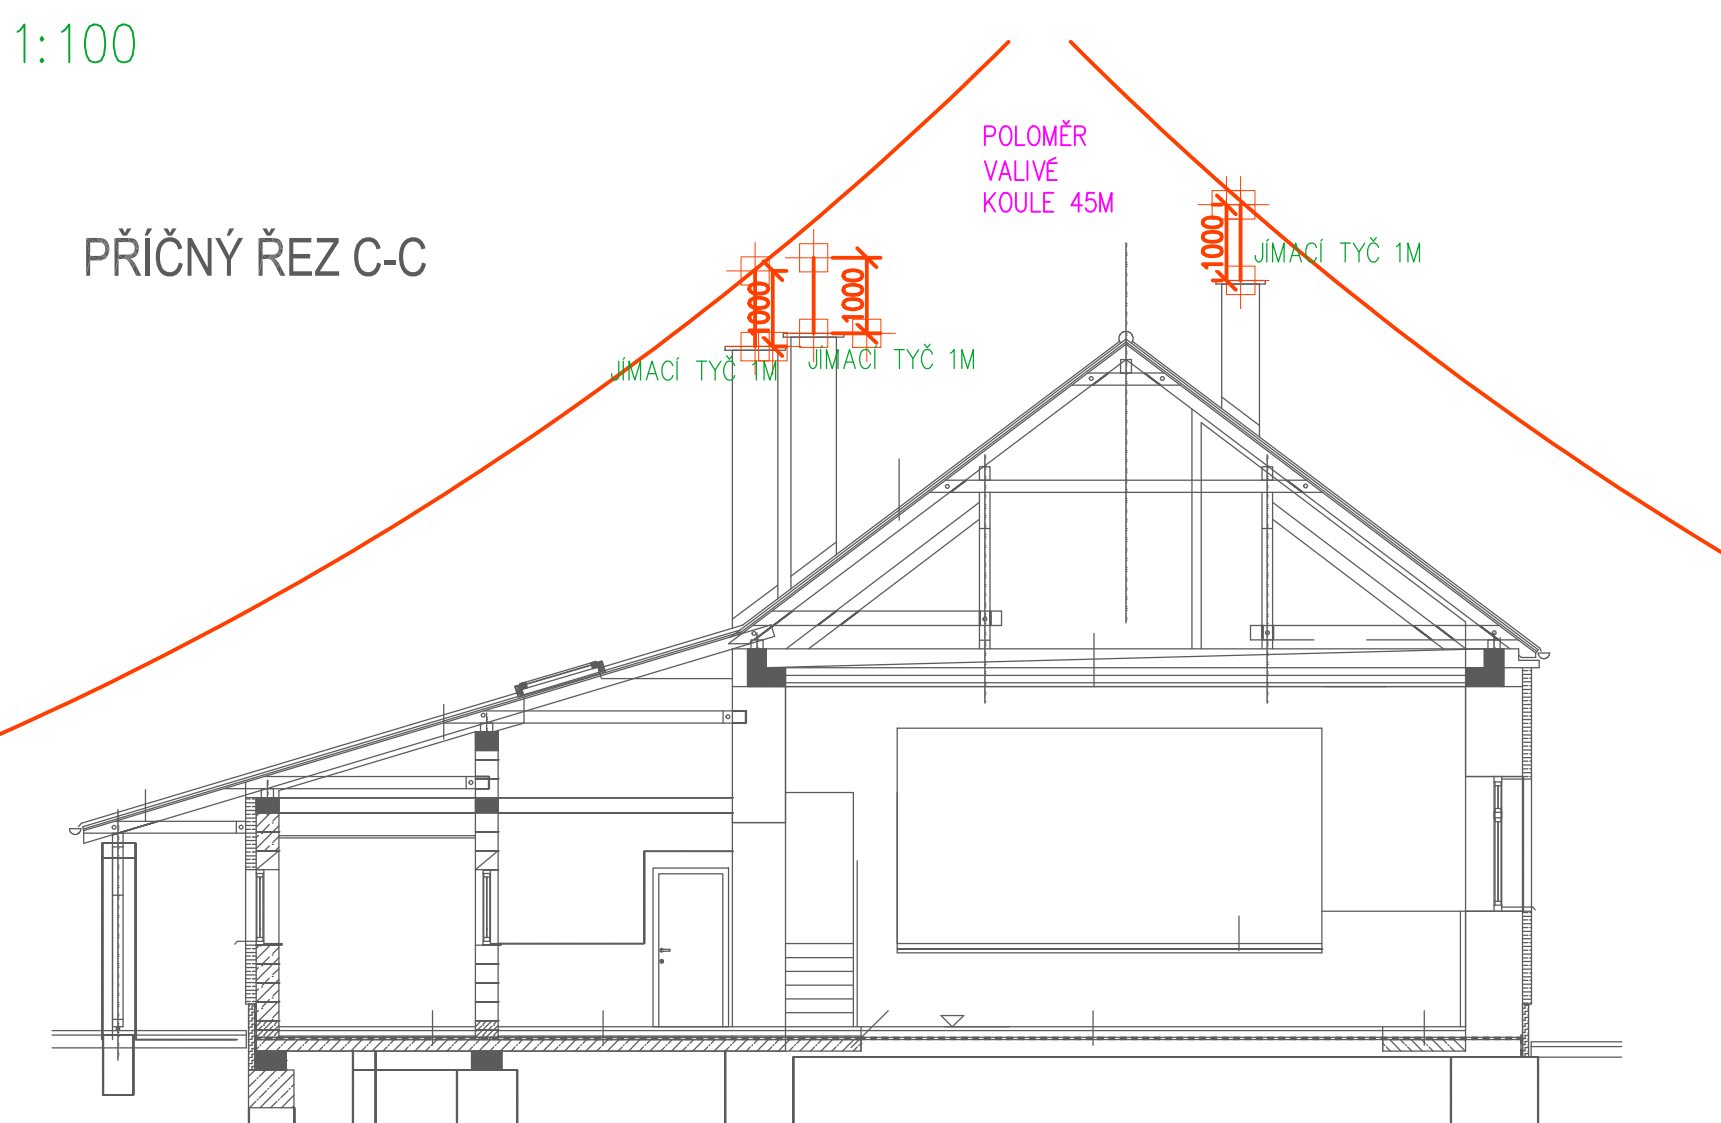 1:100
POLOMĚR
VALIVÉ
KOULE 45M
PŘÍČNÝ ŘEZ C-C
1000
JÍMACÍ TYČ 1M
1000
1000
JÍMACÍ TYČ 1M
JÍMACÍ TYČ 1M